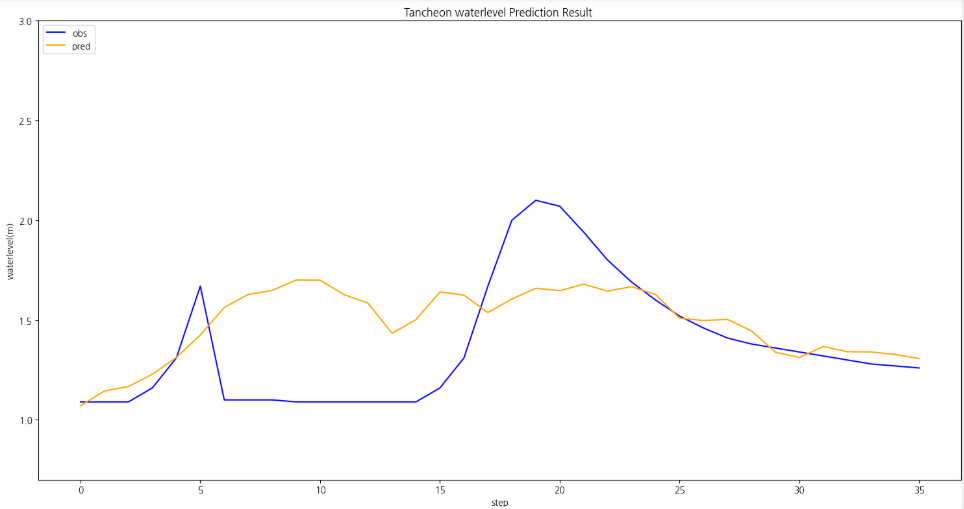 Tancheon waterlevel Prediction Result
obs
pred
3.0
2.5
2.0
1.5
1.0
waterlevel(m)
0 5 10 15 20 25 30 35
step